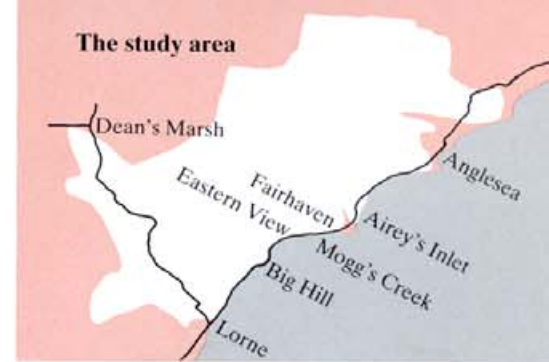 The study area
Dean's Marsh
Anglesea
Fairhaven
Eastern View
Airey's Inlet
Mogg's Creek
Big Hill
Lorne